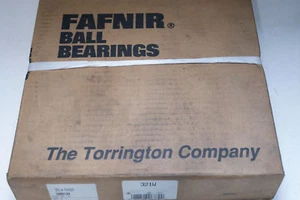 FAFNIR®
BALL
BEARINGS
The Torrington Company